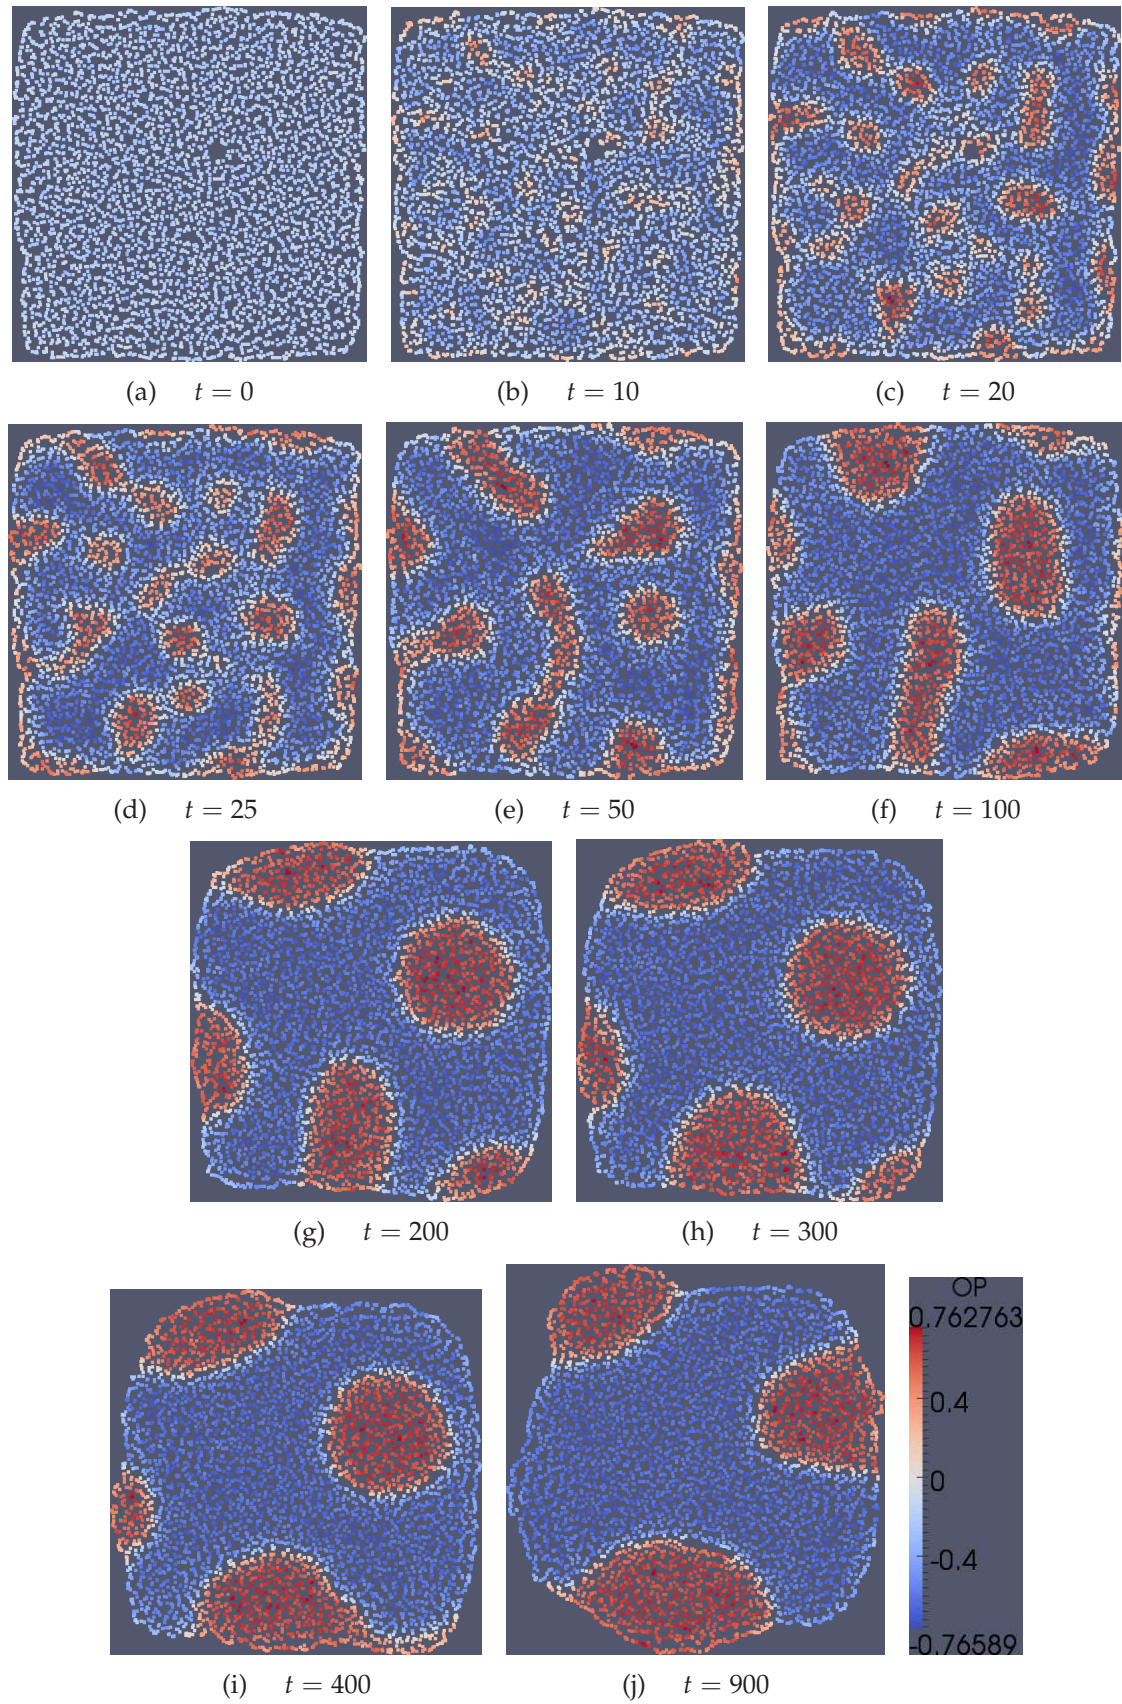 (a) t = 0
(b) t = 10
(c) t = 20
(d) t = 25
(e) t = 50
(f) t = 100
(g) t = 200
(h) t = 300
OP
0.762763
0.4
0
-0.4
-0.76589
(i) t = 400
(j) t = 900